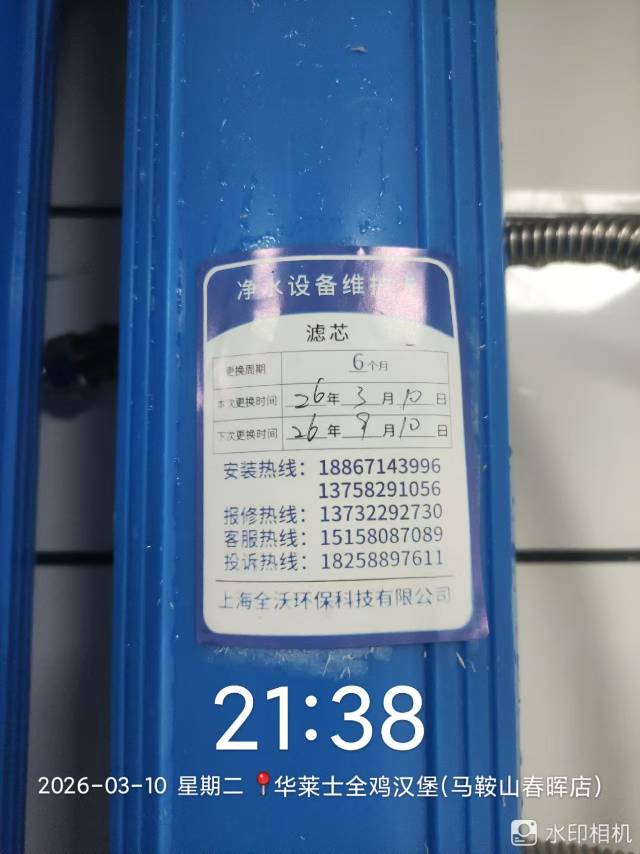 净水设备维护卡
滤芯
更换周期 6个月
本次更换时间 26年3月10日
下次更换时间 26年9月10日
安装热线：18867143996
13758291056
报修热线：13732292730
客服热线：15158087089
投诉热线：18258897611
上海全沃环保科技有限公司
21:38
2026-03-10 星期二 华莱士全鸡汉堡(马鞍山春晖店)
水印相机